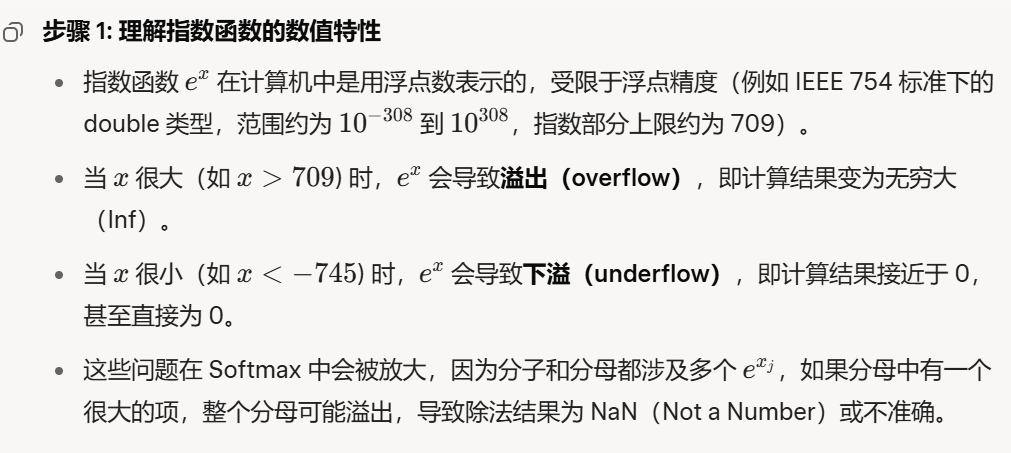 步骤 1: 理解指数函数的数值特性
• 指数函数 eˣ 在计算机中是用浮点数表示的，受限于浮点精度（例如 IEEE 754 标准下的
double 类型，范围约为 10⁻³⁰⁸ 到 10³⁰⁸，指数部分上限约为 709）。
• 当 x 很大（如 x > 709) 时，eˣ 会导致溢出（overflow），即计算结果变为无穷大
（Inf）。
• 当 x 很小（如 x < −745) 时，eˣ 会导致下溢（underflow），即计算结果接近于 0，
甚至直接为 0。
• 这些问题在 Softmax 中会被放大，因为分子和分母都涉及多个 e^{x_j}，如果分母中有一个
很大的项，整个分母可能溢出，导致除法结果为 NaN（Not a Number）或不准确。